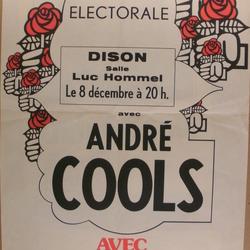 ELECTORALE
DISON
Salle
Luc Hommel
Le 8 décembre à 20 h.
avec
ANDRÉ
COOLS
AVEC